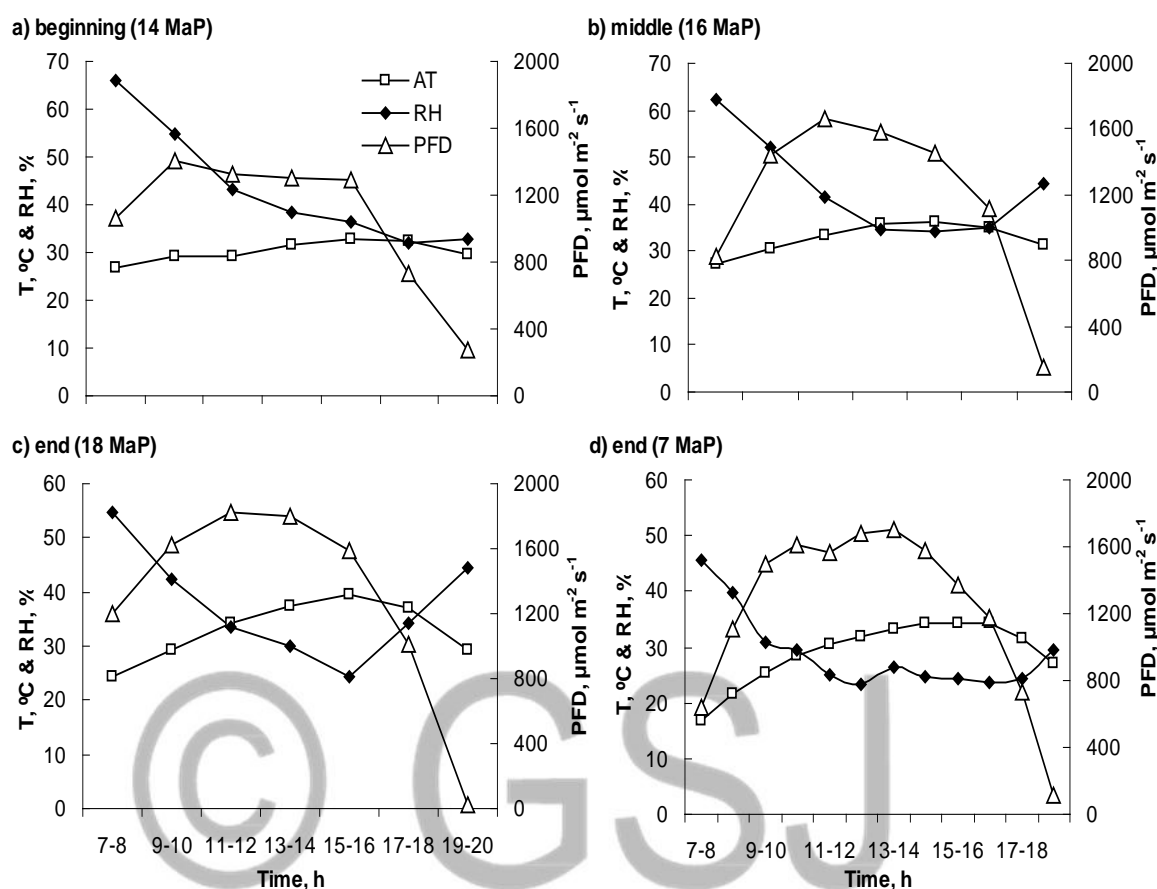 a) beginning (14 MaP)
70
60
50
40
30
20
10
0
T, ºC & RH, %
2000
1600
1200
800
400
0
PFD, µmol m⁻² s⁻¹
AT
RH
PFD
b) middle (16 MaP)
70
60
50
40
30
20
10
0
T, ºC & RH, %
2000
1600
1200
800
400
0
PFD, µmol m⁻² s⁻¹
c) end (18 MaP)
60
50
40
30
20
10
0
T, ºC & RH, %
2000
1600
1200
800
400
0
PFD, µmol m⁻² s⁻¹
7-8 9-10 11-12 13-14 15-16 17-18 19-20
Time, h
d) end (7 MaP)
60
50
40
30
20
10
0
T, ºC & RH, %
2000
1600
1200
800
400
0
PFD, µmol m⁻² s⁻¹
7-8 9-10 11-12 13-14 15-16 17-18
Time, h
© GSJ